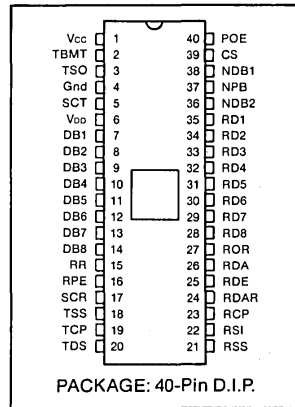 Vcc 1 40 POE
TBMT 2 39 CS
TSO 3 38 NDB1
Gnd 4 37 NPB
SCT 5 36 NDB2
VDD 6 35 RD1
DB1 7 34 RD2
DB2 8 33 RD3
DB3 9 32 RD4
DB4 10 31 RD5
DB5 11 30 RD6
DB6 12 29 RD7
DB7 13 28 RD8
DB8 14 27 ROR
RR 15 26 RDA
RPE 16 25 RDE
SCR 17 24 RDAR
TSS 18 23 RCP
TCP 19 22 RSI
TDS 20 21 RSS
PACKAGE: 40-Pin D.I.P.